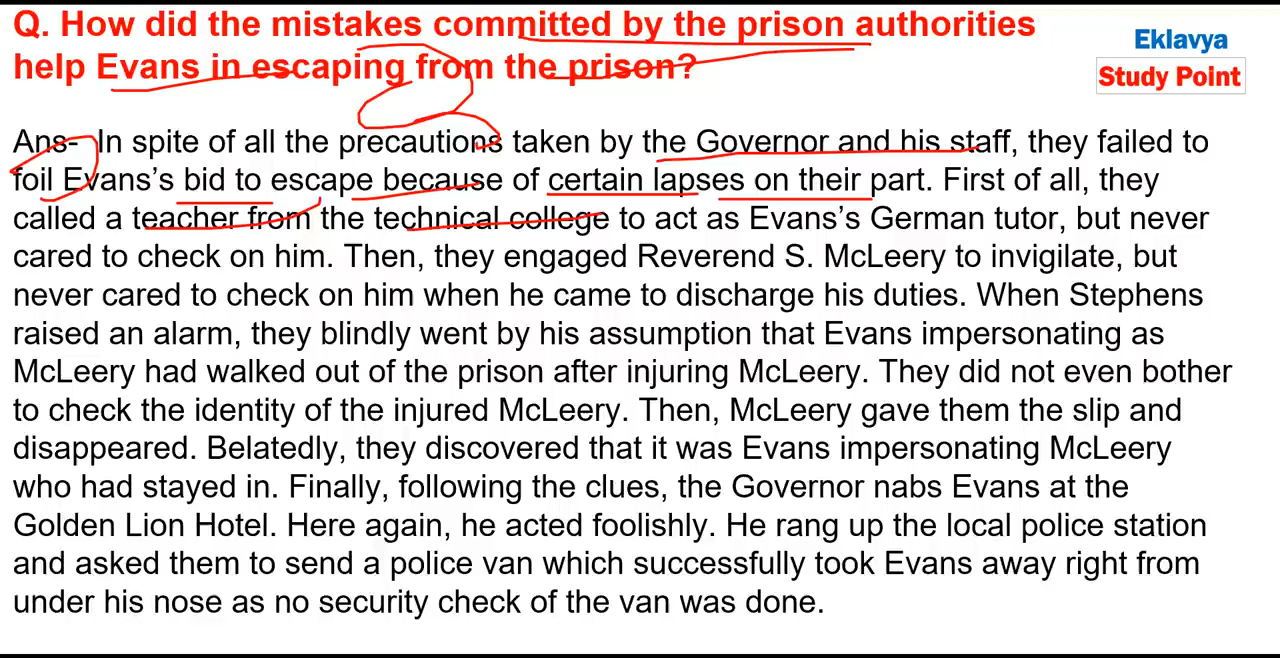 Q. How did the mistakes committed by the prison authorities
help Evans in escaping from the prison?
Eklavya
Study Point
Ans- In spite of all the precautions taken by the Governor and his staff, they failed to
foil Evans's bid to escape because of certain lapses on their part. First of all, they
called a teacher from the technical college to act as Evans's German tutor, but never
cared to check on him. Then, they engaged Reverend S. McLeery to invigilate, but
never cared to check on him when he came to discharge his duties. When Stephens
raised an alarm, they blindly went by his assumption that Evans impersonating as
McLeery had walked out of the prison after injuring McLeery. They did not even bother
to check the identity of the injured McLeery. Then, McLeery gave them the slip and
disappeared. Belatedly, they discovered that it was Evans impersonating McLeery
who had stayed in. Finally, following the clues, the Governor nabs Evans at the
Golden Lion Hotel. Here again, he acted foolishly. He rang up the local police station
and asked them to send a police van which successfully took Evans away right from
under his nose as no security check of the van was done.